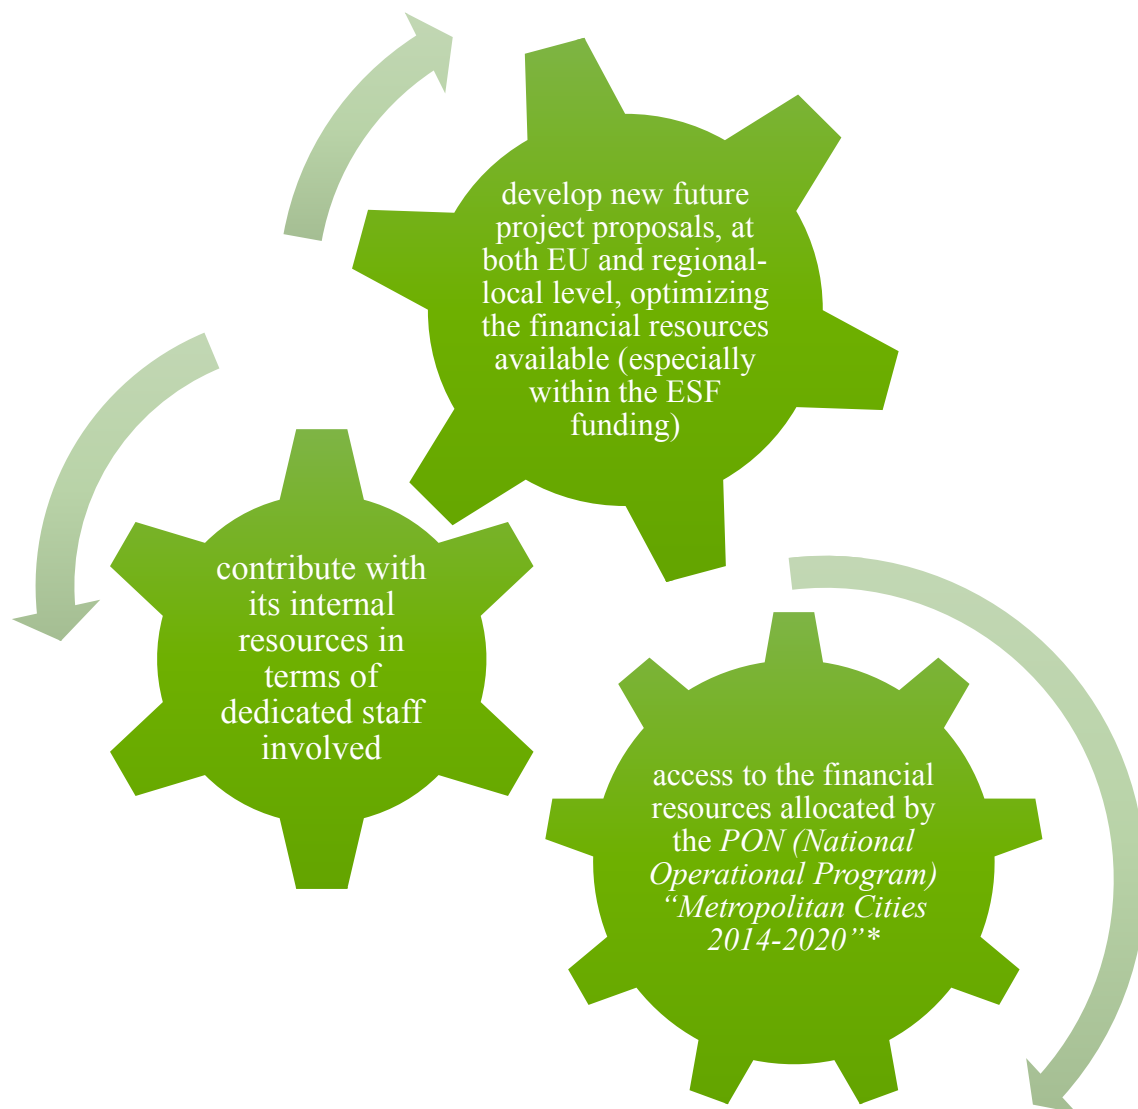 develop new future
project proposals, at
both EU and regional-
local level, optimizing
the financial resources
available (especially
within the ESF
funding)
contribute with
its internal
resources in
terms of
dedicated staff
involved
access to the financial
resources allocated by
the PON (National
Operational Program)
“Metropolitan Cities
2014-2020”*